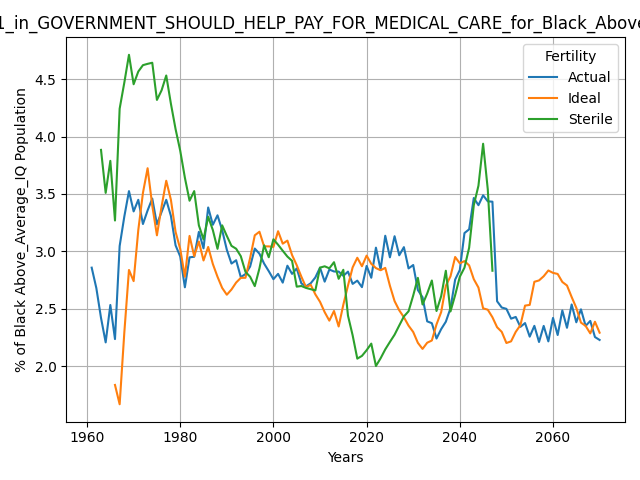 1_in_GOVERNMENT_SHOULD_HELP_PAY_FOR_MEDICAL_CARE_for_Black_Above
Fertility
Actual
Ideal
Sterile
% of Black Above_Average_IQ Population
4.5
4.0
3.5
3.0
2.5
2.0
1960 1980 2000 2020 2040 2060
Years